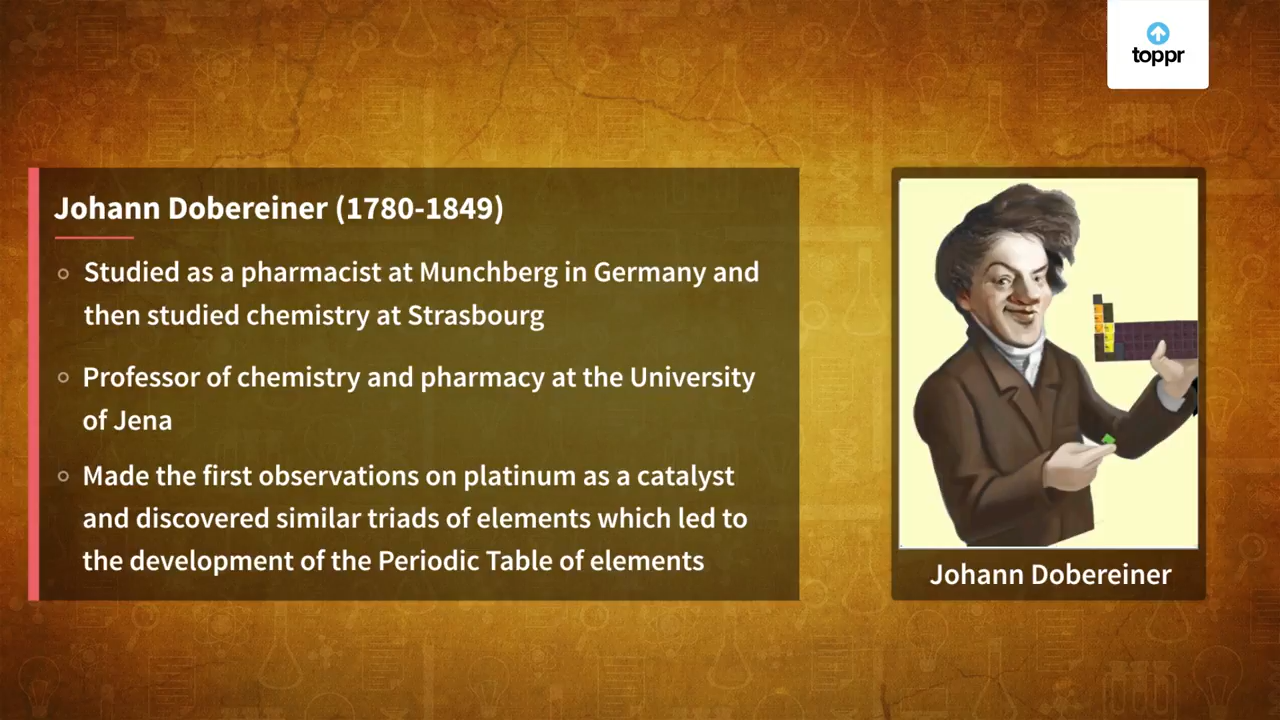 toppr
Johann Dobereiner (1780-1849)
Studied as a pharmacist at Munchberg in Germany and
then studied chemistry at Strasbourg
Professor of chemistry and pharmacy at the University
of Jena
Made the first observations on platinum as a catalyst
and discovered similar triads of elements which led to
the development of the Periodic Table of elements
Johann Dobereiner